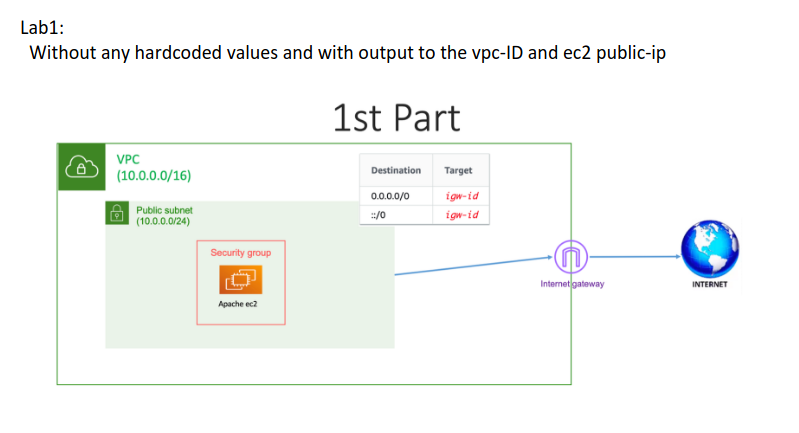 Lab1:
Without any hardcoded values and with output to the vpc-ID and ec2 public-ip
1st Part
VPC
(10.0.0.0/16)
Destination Target
0.0.0.0/0 igw-id
::/0 igw-id
Public subnet
(10.0.0.0/24)
Security group
Apache ec2
Internet gateway
INTERNET